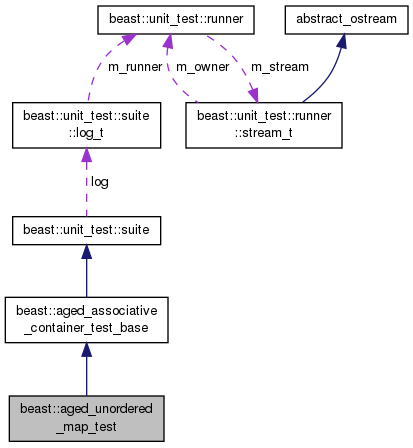 beast::unit_test::runner
abstract_ostream
m_runner
m_owner
m_stream
beast::unit_test::suite
::log_t
beast::unit_test::runner
::stream_t
log
beast::unit_test::suite
beast::aged_associative
_container_test_base
beast::aged_unordered
_map_test